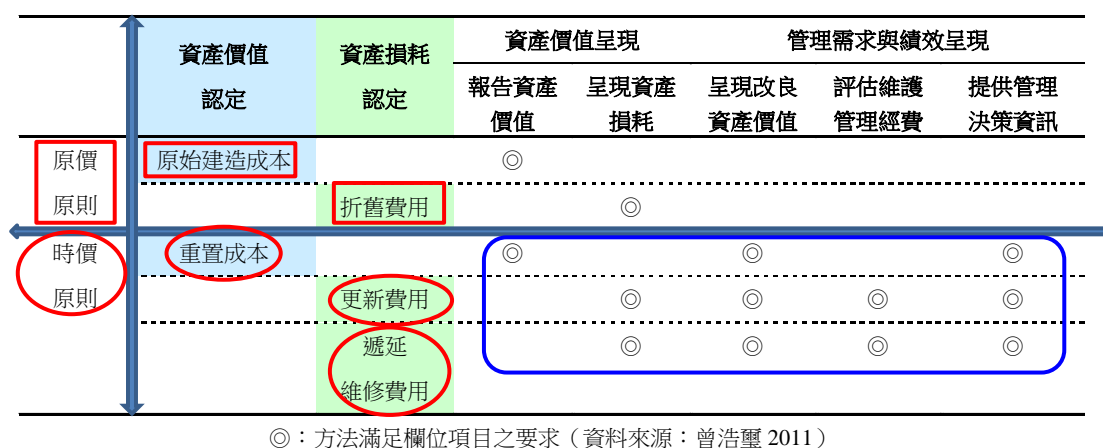 資產價值呈現
管理需求與績效呈現
資產價值
認定
資產損耗
認定
報告資產
價值
呈現資產
損耗
呈現改良
資產價值
評估維護
管理經費
提供管理
決策資訊
原價
原則
原始建造成本
◎
折舊費用
◎
時價
原則
重置成本
◎ ◎ ◎
更新費用
◎ ◎ ◎ ◎
遞延
維修費用
◎ ◎ ◎ ◎
◎：方法滿足欄位項目之要求（資料來源：曾浩璽 2011）